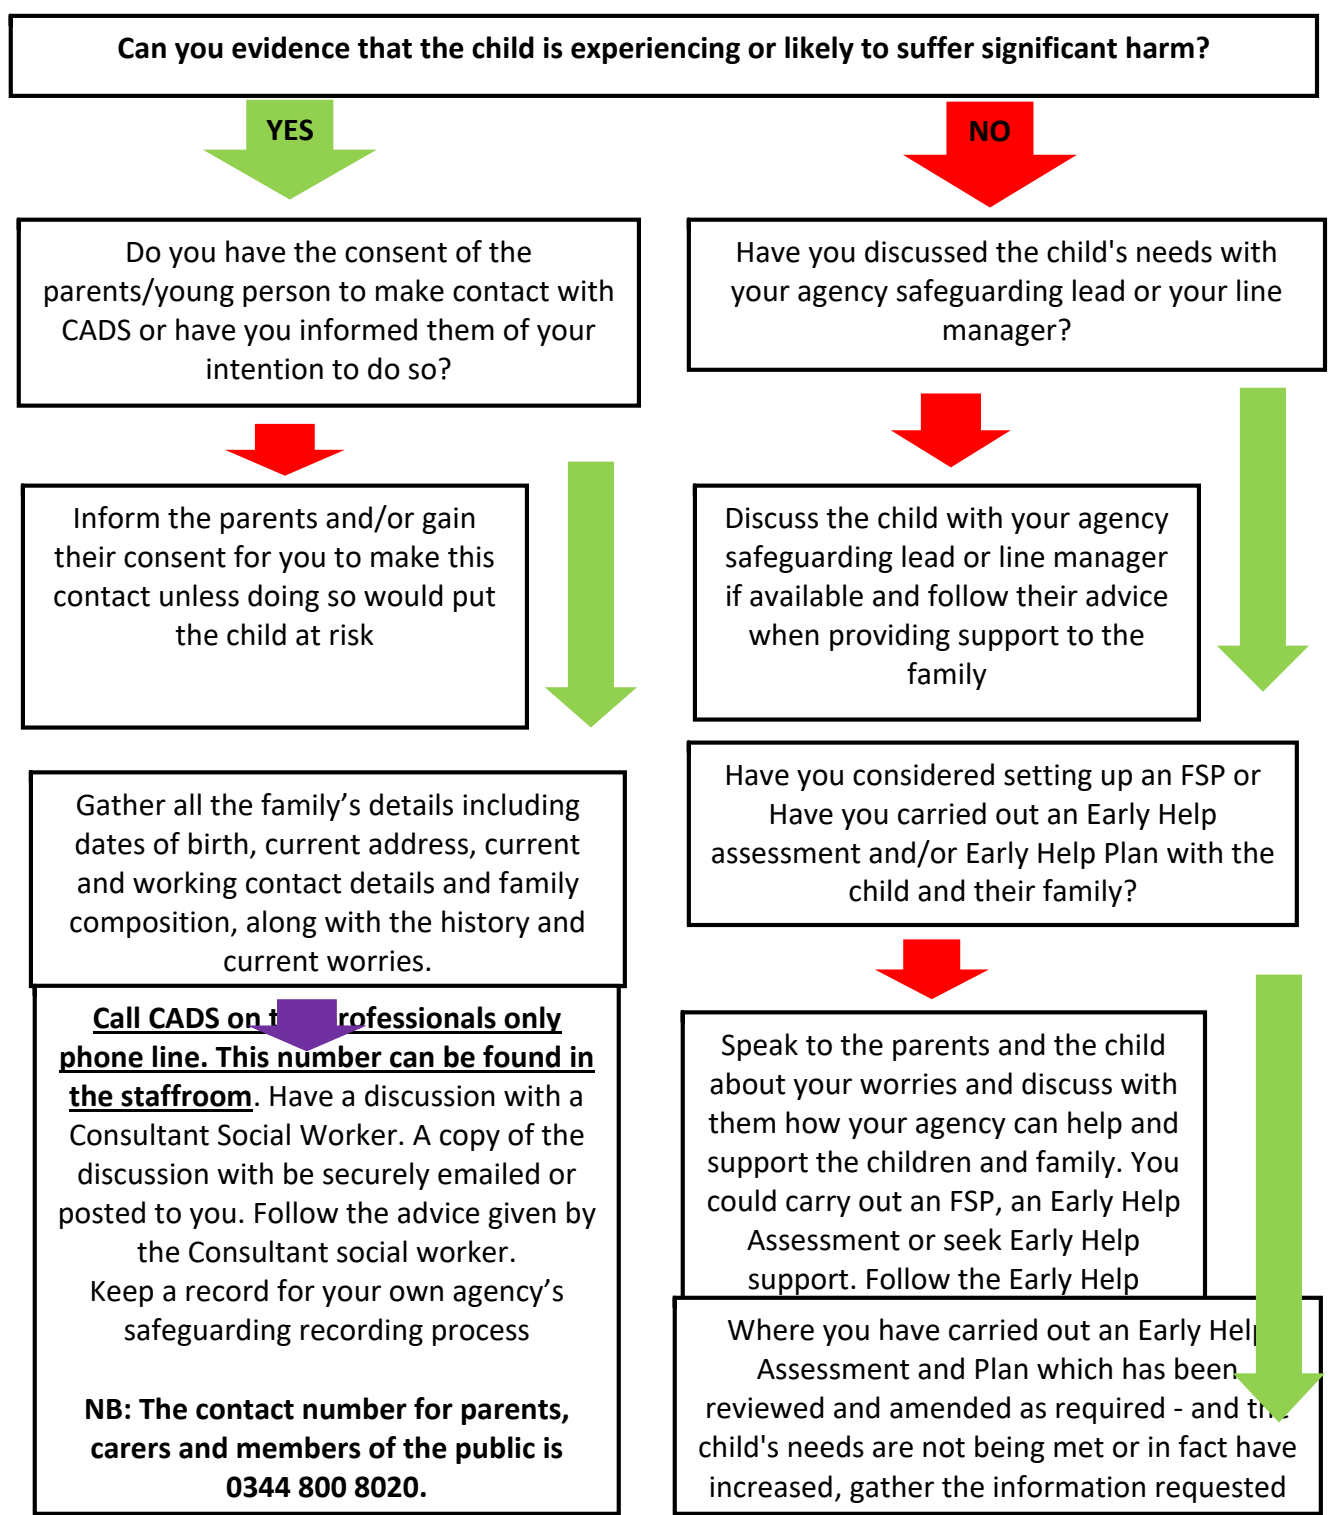 Can you evidence that the child is experiencing or likely to suffer significant harm?
YES
NO
Do you have the consent of the
parents/young person to make contact with
CADS or have you informed them of your
intention to do so?
Have you discussed the child's needs with
your agency safeguarding lead or your line
manager?
Inform the parents and/or gain
their consent for you to make this
contact unless doing so would put
the child at risk
Discuss the child with your agency
safeguarding lead or line manager
if available and follow their advice
when providing support to the
family
Gather all the family’s details including
dates of birth, current address, current
and working contact details and family
composition, along with the history and
current worries.
Have you considered setting up an FSP or
Have you carried out an Early Help
assessment and/or Early Help Plan with the
child and their family?
Call CADS on professionals only
phone line. This number can be found in
the staffroom. Have a discussion with a
Consultant Social Worker. A copy of the
discussion with be securely emailed or
posted to you. Follow the advice given by
the Consultant social worker.
Keep a record for your own agency’s
safeguarding recording process
NB: The contact number for parents,
carers and members of the public is
0344 800 8020.
Speak to the parents and the child
about your worries and discuss with
them how your agency can help and
support the children and family. You
could carry out an FSP, an Early Help
Assessment or seek Early Help
support. Follow the Early Help
Where you have carried out an Early Help
Assessment and Plan which has been
reviewed and amended as required - and the
child's needs are not being met or in fact have
increased, gather the information requested